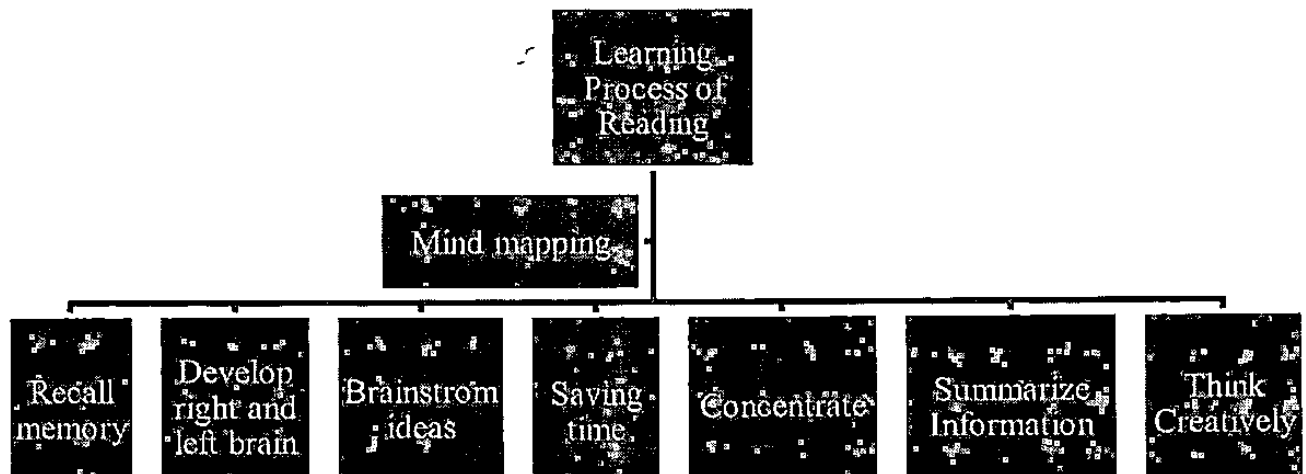 Learning
Process of
Reading
Mind mapping
Recall
memory
Develop
right and
left brain
Brainstrom
ideas
Saving
time
Concentrate
Summarize
Information
Think
Creatively